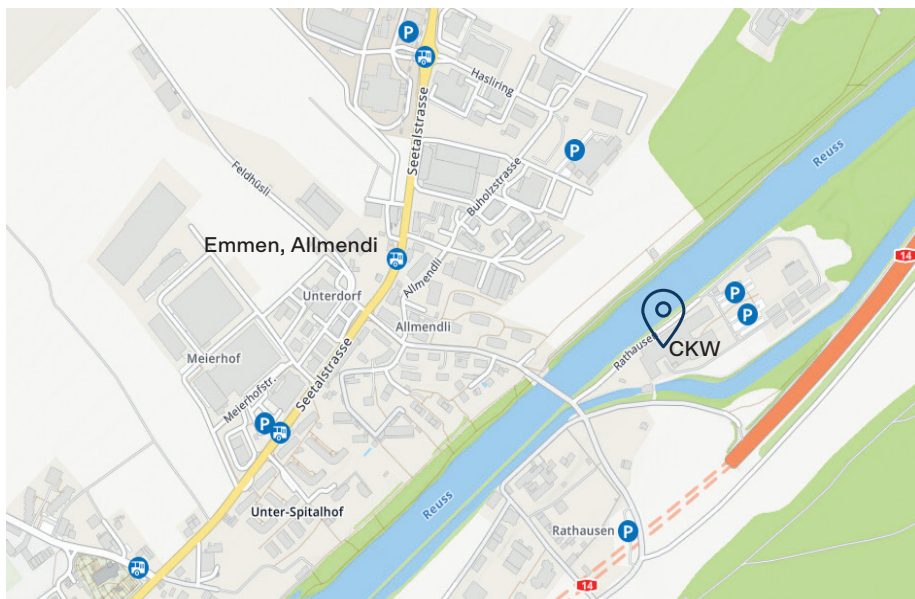 P
Seetalstrasse
Hasliring
P
Reuss
Feldhüsli
Buholzstrasse
Emmen, Allmendi
14
Allmendli
Unterdorf
P
P
Allmendli
Rathausen
CKW
Meierhof
Seetalstrasse
Meierhofstr.
P
Reuss
Unter-Spitalhof
Rathausen
P
14